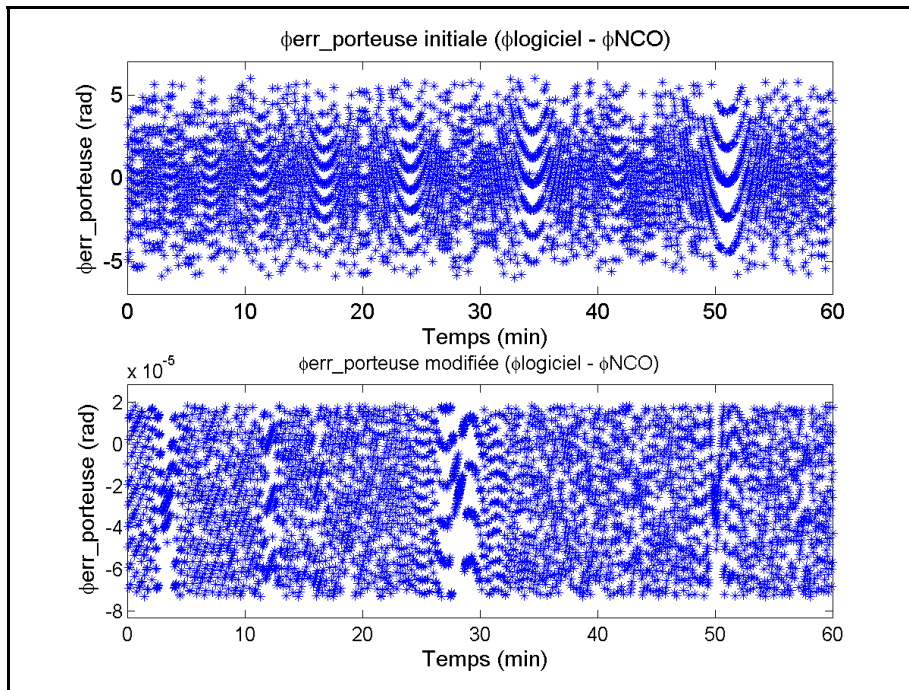 ϕerr_porteuse initiale (ϕlogiciel - ϕNCO)
ϕerr_porteuse (rad)
5
0
-5
0 10 20 30 40 50 60
Temps (min)
ϕerr_porteuse modifiée (ϕlogiciel - ϕNCO)
x 10⁻⁵
ϕerr_porteuse (rad)
2
0
-2
-4
-6
-8
0 10 20 30 40 50 60
Temps (min)